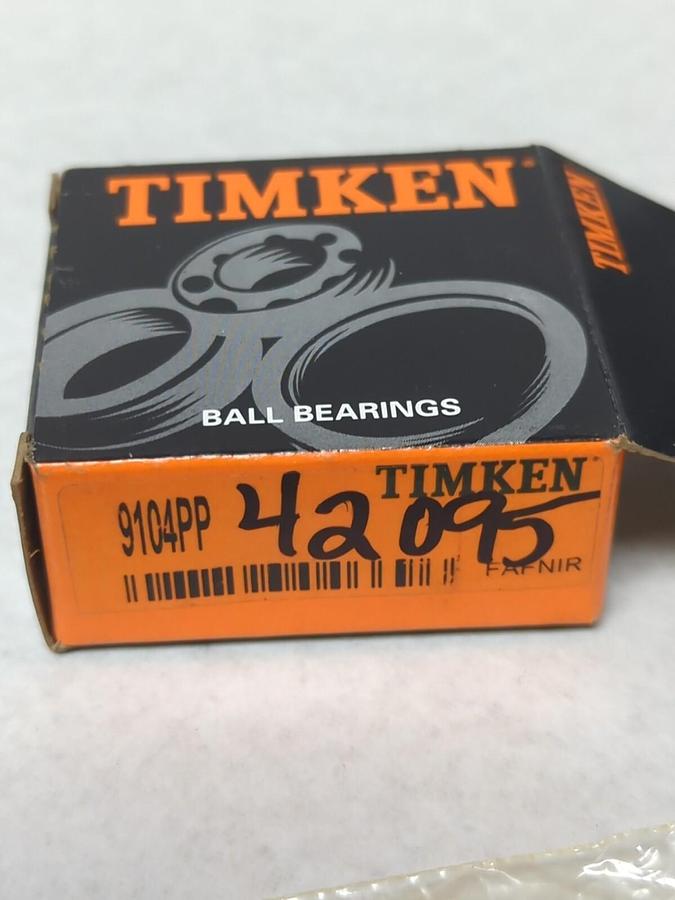 TIMKEN
TIMKEN
BALL BEARINGS
TIMKEN
9104PP
42095
FAFNIR